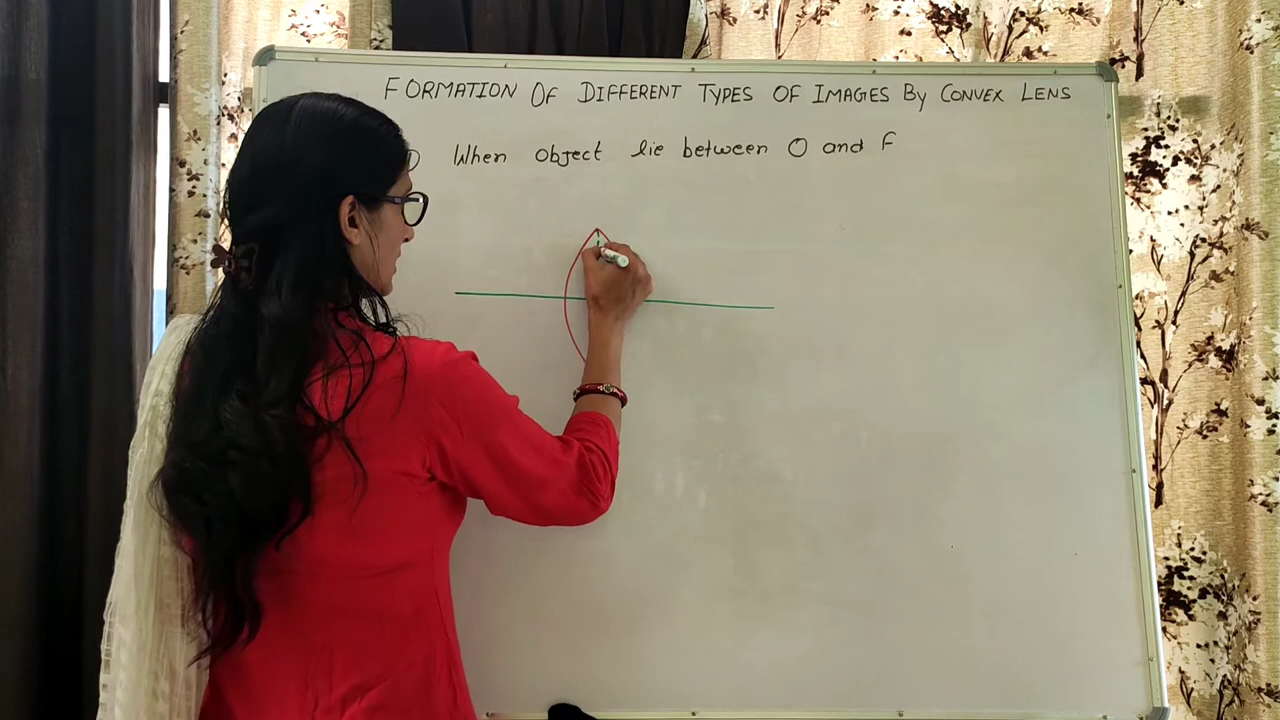 FORMATION OF DIFFERENT TYPES OF IMAGES BY CONVEX LENS
When object lie between O and F